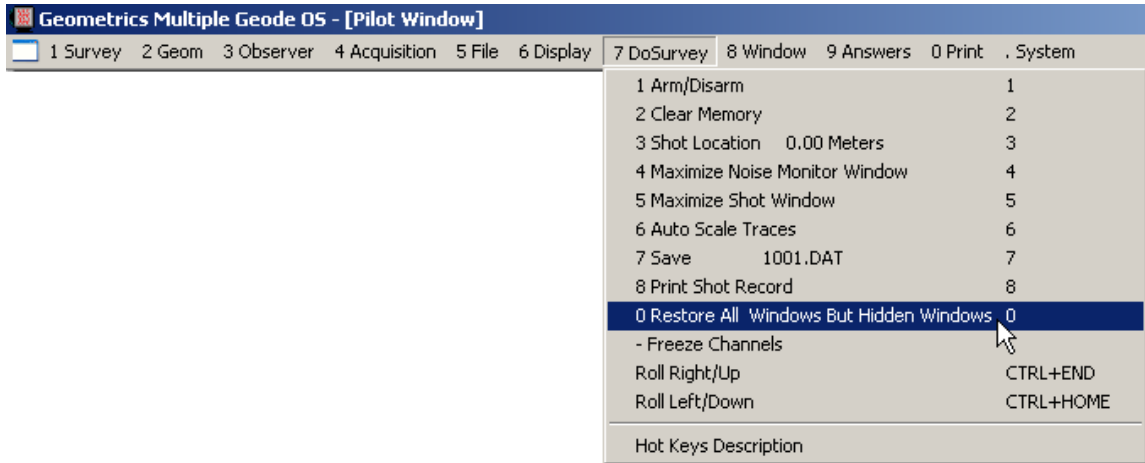 Geometrics Multiple Geode OS - [Pilot Window]
1 Survey 2 Geom 3 Observer 4 Acquisition 5 File 6 Display 7 DoSurvey 8 Window 9 Answers 0 Print . System
1 Arm/Disarm 1
2 Clear Memory 2
3 Shot Location 0.00 Meters 3
4 Maximize Noise Monitor Window 4
5 Maximize Shot Window 5
6 Auto Scale Traces 6
7 Save 1001.DAT 7
8 Print Shot Record 8
0 Restore All Windows But Hidden Windows 0
- Freeze Channels
Roll Right/Up CTRL+END
Roll Left/Down CTRL+HOME
Hot Keys Description